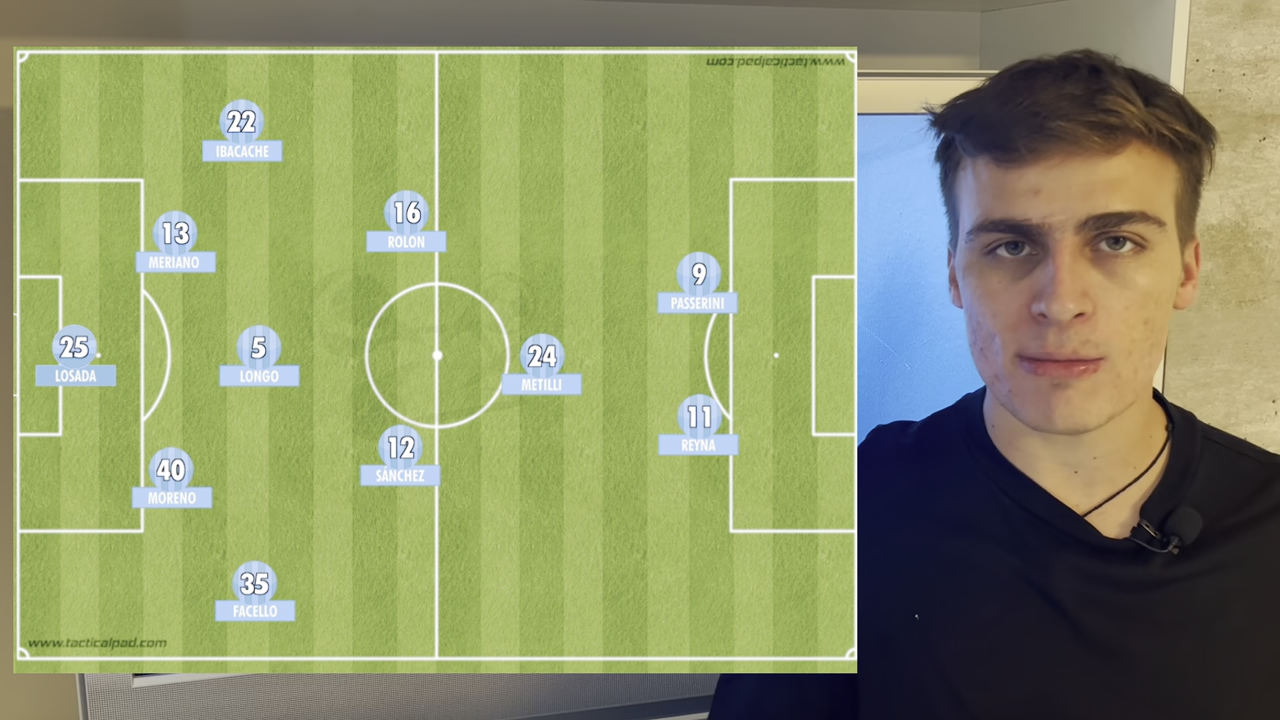 www.tacticalpad.com
22
IBACACHE
16
ROLON
13
MERIANO
9
PASSERINI
25
LOSADA
5
LONGO
24
METILLI
11
REYNA
12
SÁNCHEZ
40
MORENO
35
FACELLO
www.tacticalpad.com